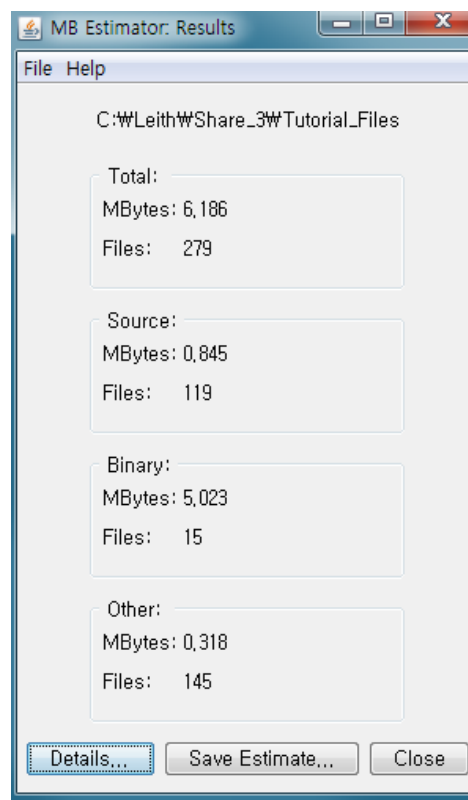 MB Estimator: Results
File Help
C:₩Leith₩Share_3₩Tutorial_Files
Total:
MBytes: 6,186
Files: 279
Source:
MBytes: 0,845
Files: 119
Binary:
MBytes: 5,023
Files: 15
Other:
MBytes: 0,318
Files: 145
Details,,, Save Estimate,,, Close